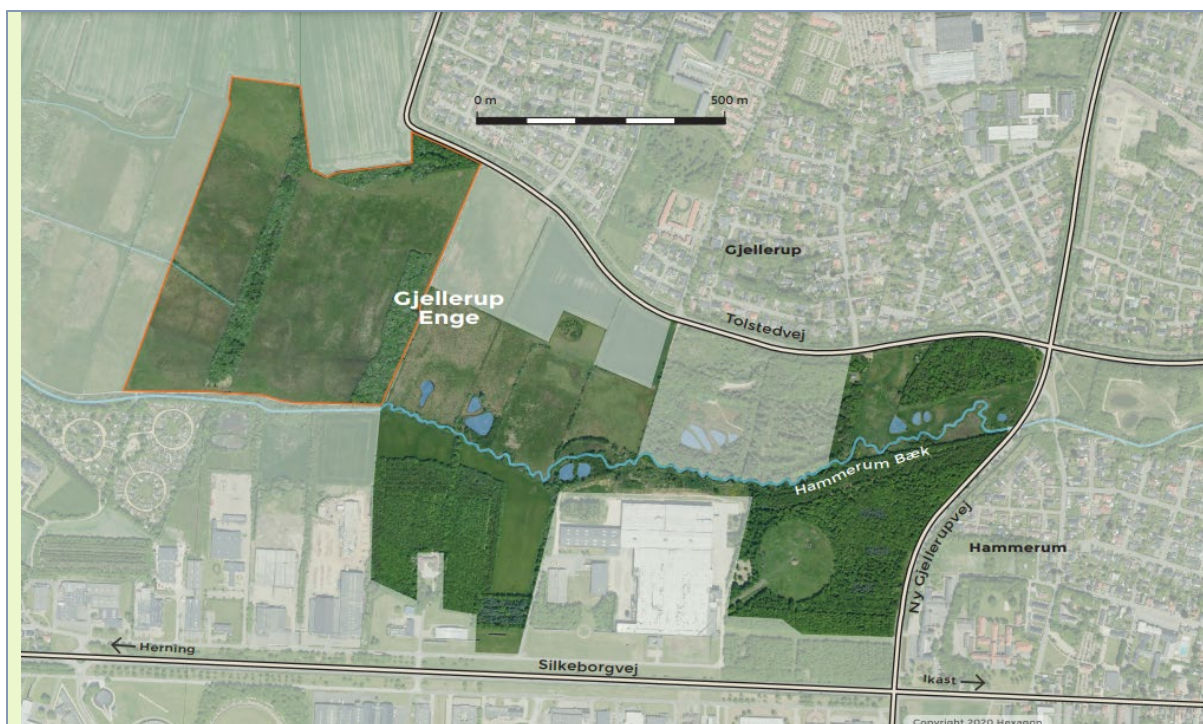 0 m 500 m
Gjellerup
Gjellerup
Enge
Tolstedvej
Hammerum Bæk
Hammerum
Ny Gjellerupvej
Herning
Silkeborgvej
Ikast
Copyright 2020 Hexagon